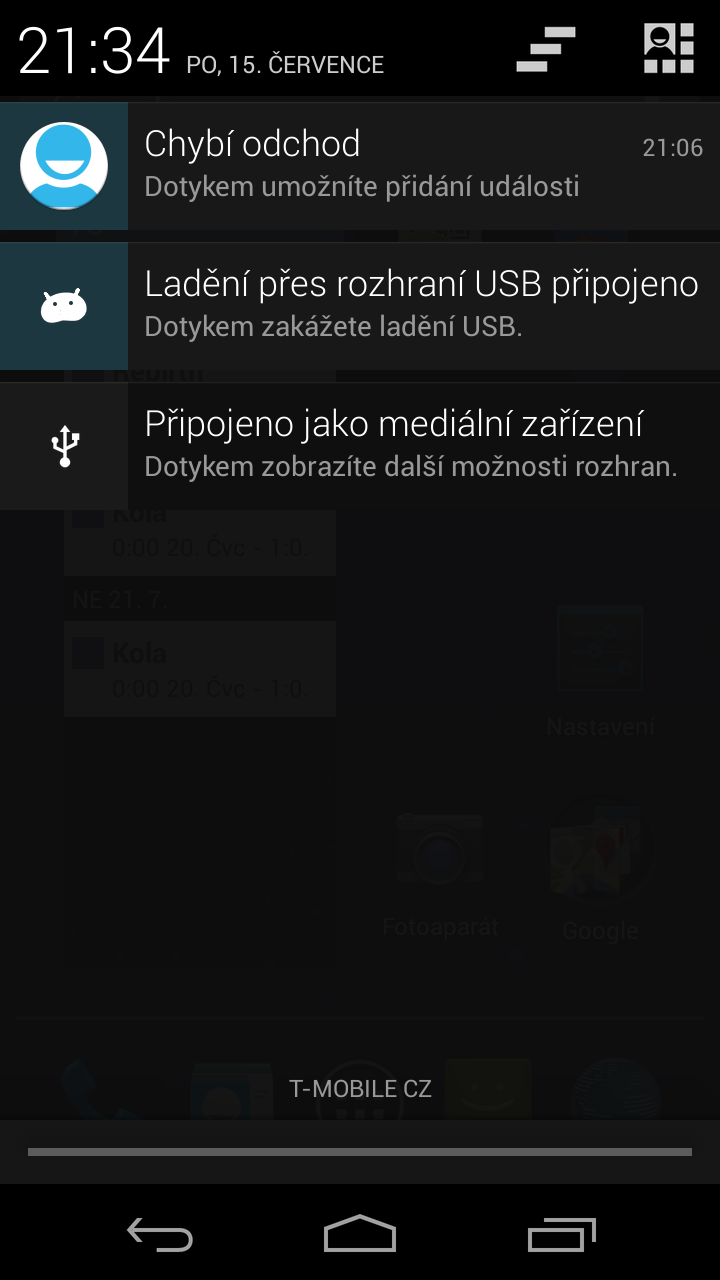 21:34 PO, 15. ČERVENCE
Chybí odchod 21:06
Dotykem umožníte přidání události
Ladění přes rozhraní USB připojeno
Dotykem zakážete ladění USB.
Rebirth
Připojeno jako mediální zařízení
Dotykem zobrazíte další možnosti rozhran.
Kola
0:00 20. Čvc - 1:0.
NE 21. 7.
Kola
0:00 20. Čvc - 1:0.
Nastavení
Fotoaparát
Google
T-MOBILE CZ